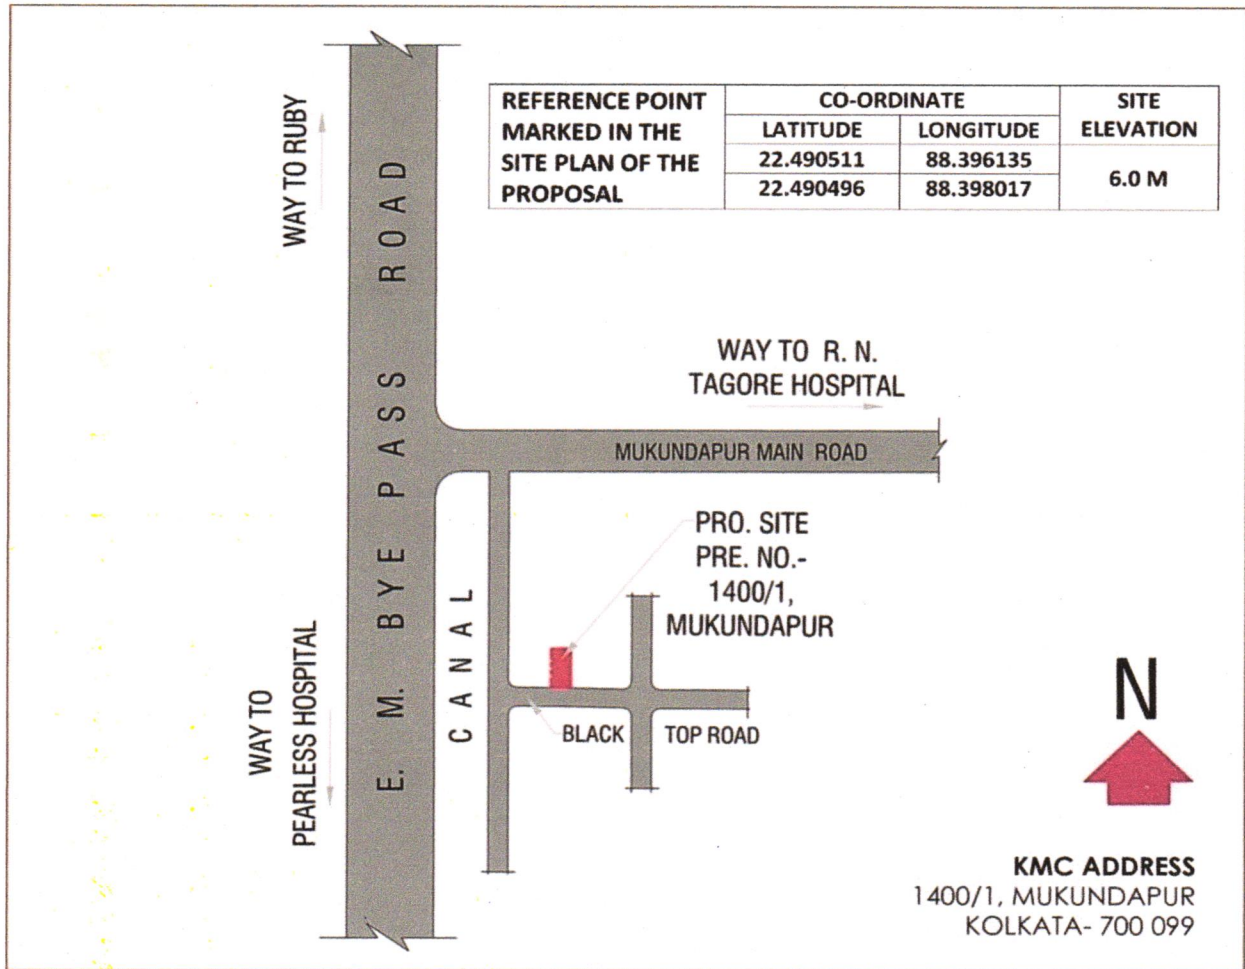 WAY TO RUBY
E. M. BYE PASS ROAD
REFERENCE POINT
MARKED IN THE
SITE PLAN OF THE
PROPOSAL
CO-ORDINATE
LATITUDE LONGITUDE
22.490511 88.396135
22.490496 88.398017
SITE
ELEVATION
6.0 M
WAY TO R. N.
TAGORE HOSPITAL
MUKUNDAPUR MAIN ROAD
PRO. SITE
PRE. NO.-
1400/1,
MUKUNDAPUR
CANAL
WAY TO
PEARLESS HOSPITAL
BLACK TOP ROAD
N
KMC ADDRESS
1400/1, MUKUNDAPUR
KOLKATA- 700 099